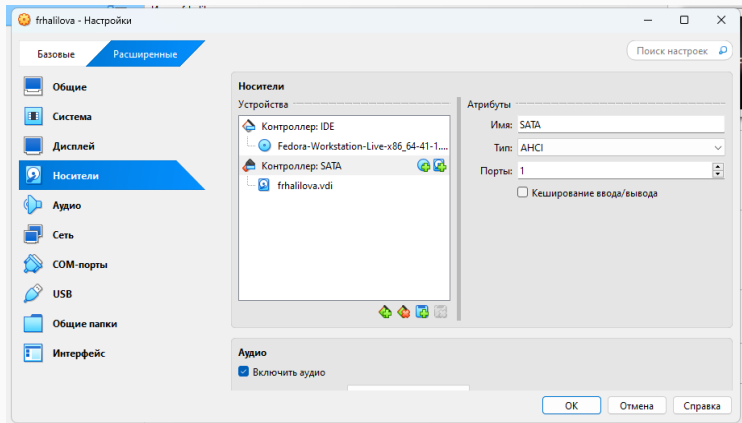 frhalilova - Настройки
Базовые
Расширенные
Поиск настроек
Общие
Система
Дисплей
Носители
Аудио
Сеть
COM-порты
USB
Общие папки
Интерфейс
Носители
Устройства
Контроллер: IDE
Fedora-Workstation-Live-x86_64-41-1....
Контроллер: SATA
frhalilova.vdi
Атрибуты
Имя: SATA
Тип: AHCI
Порты: 1
Кеширование ввода/вывода
Аудио
Включить аудио
OK
Отмена
Справка